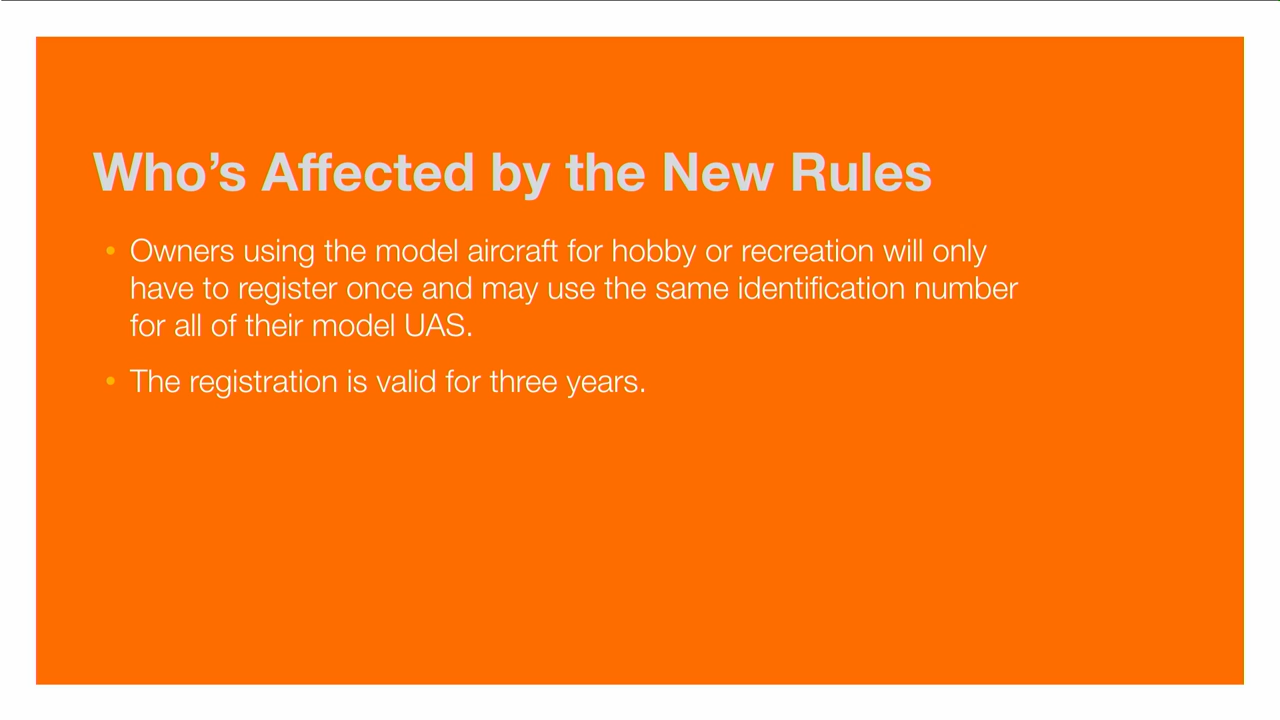 Who’s Affected by the New Rules
• Owners using the model aircraft for hobby or recreation will only
have to register once and may use the same identification number
for all of their model UAS.
• The registration is valid for three years.